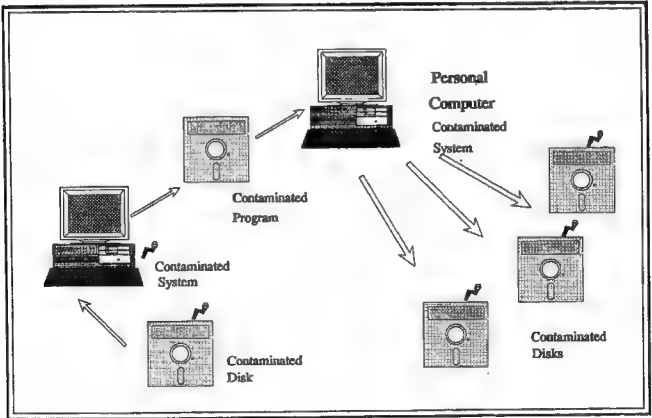 Personal
Computer
Contaminated
System
Contaminated
Program
Contaminated
System
Contaminated
Disks
Contaminated
Disk